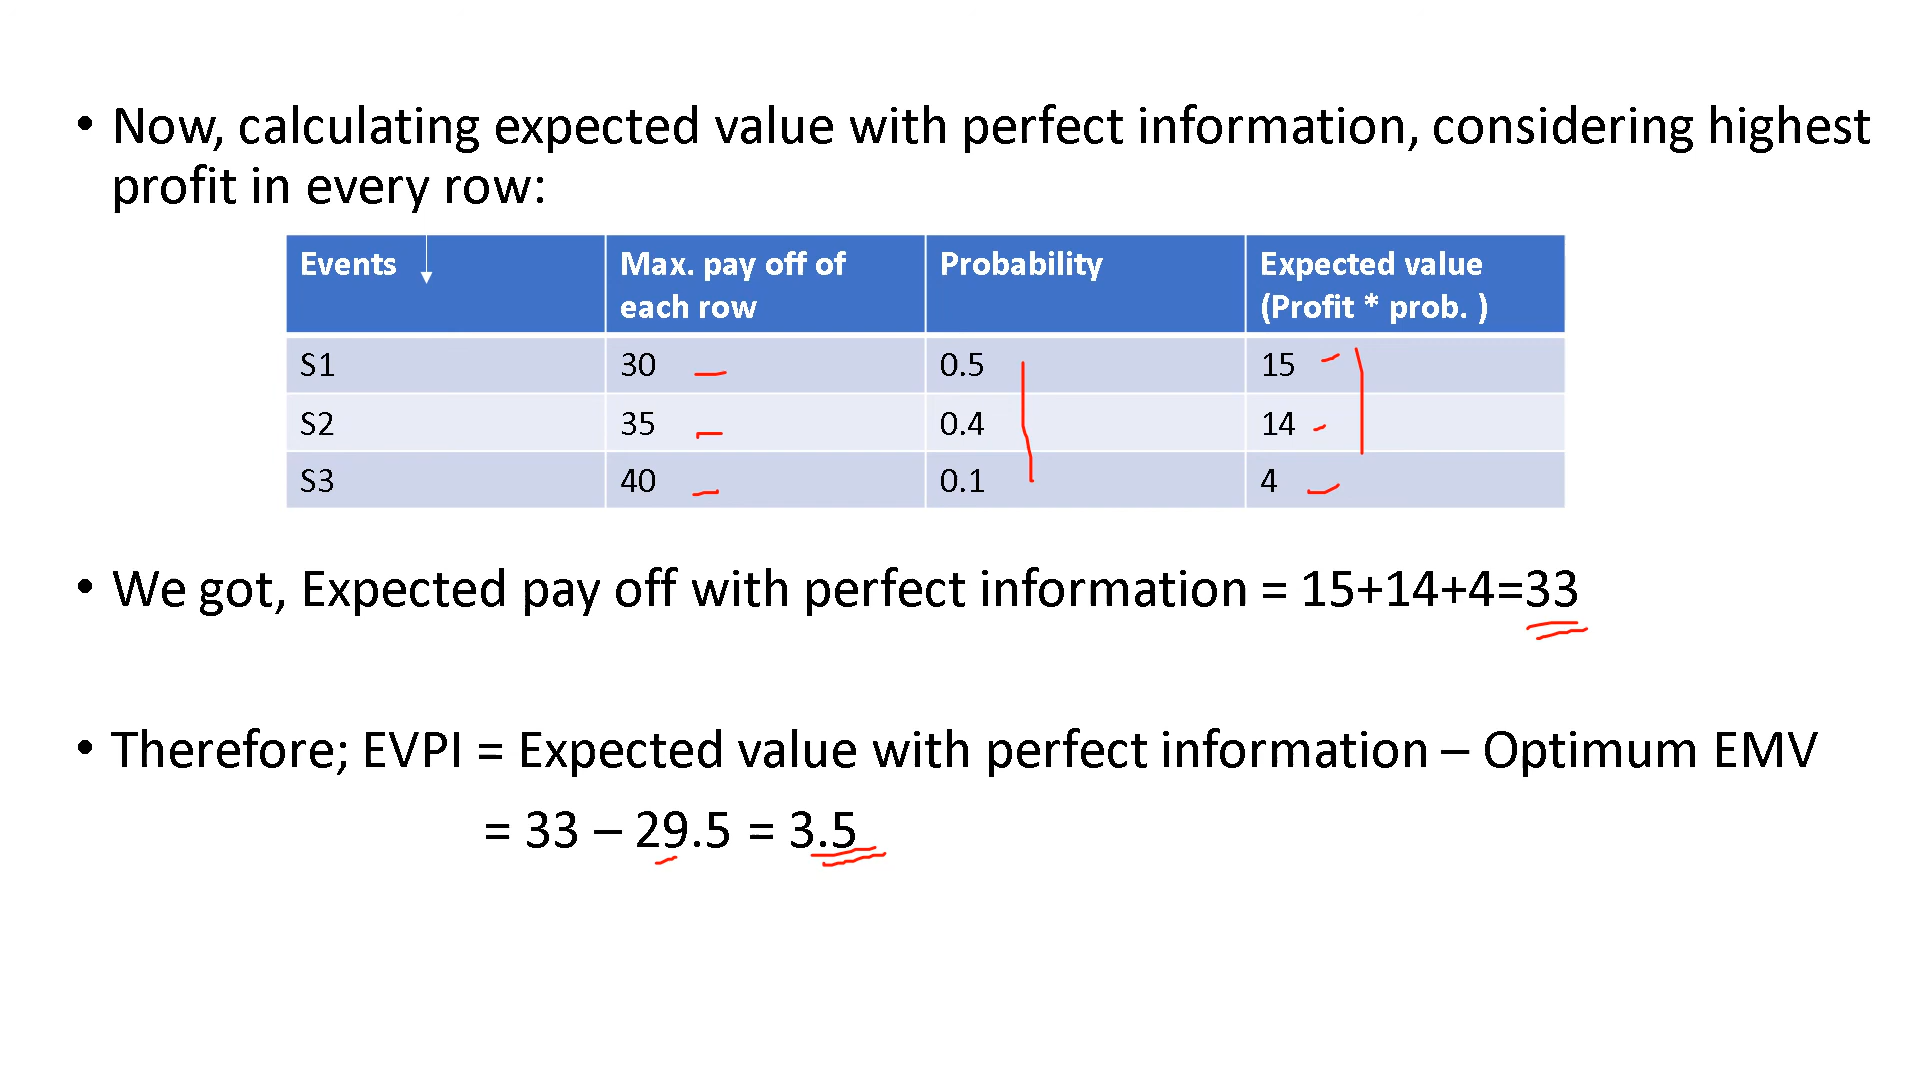 • Now, calculating expected value with perfect information, considering highest
profit in every row:
Events Max. pay off of each row Probability Expected value (Profit * prob. )
S1 30 0.5 15
S2 35 0.4 14
S3 40 0.1 4
• We got, Expected pay off with perfect information = 15+14+4=33
• Therefore; EVPI = Expected value with perfect information – Optimum EMV
= 33 – 29.5 = 3.5